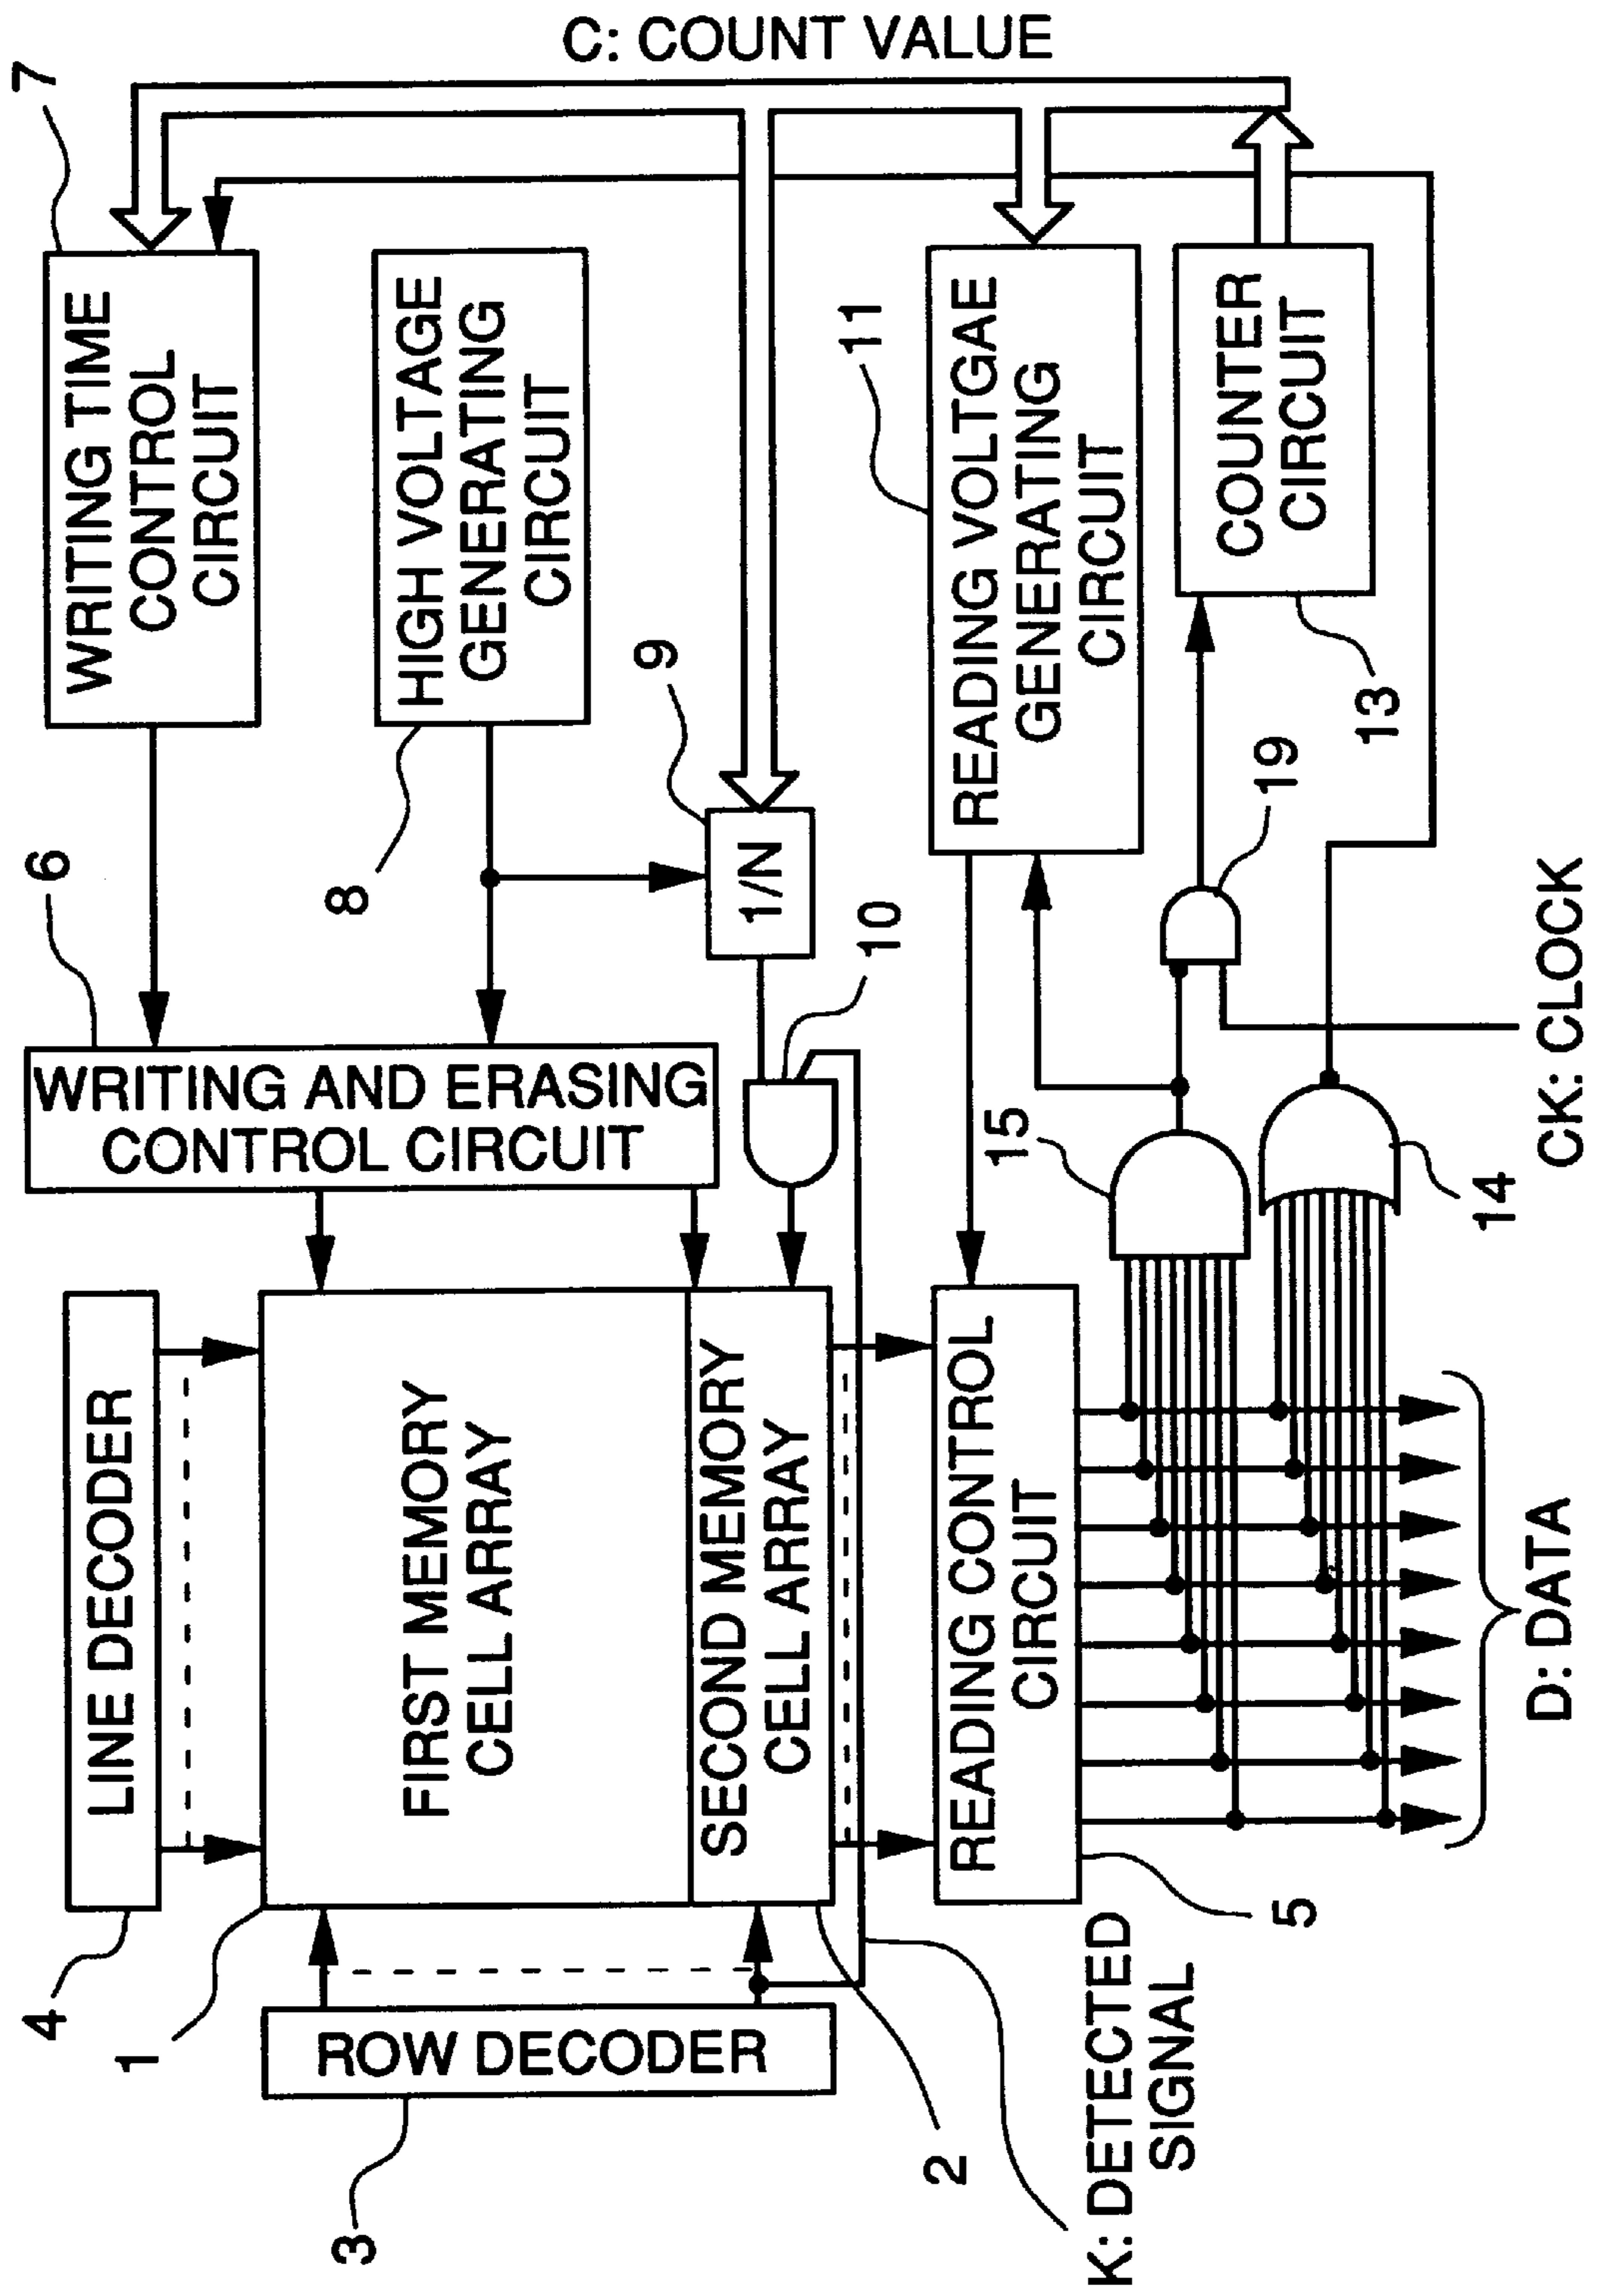 4
LINE DECODER
1
FIRST MEMORY
CELL ARRAY
SECOND MEMORY
CELL ARRAY
3
ROW DECODER
2
K: DETECTED
SIGNAL
6
WRITING AND ERASING
CONTROL CIRCUIT
7
WRITING TIME
CONTROL
CIRCUIT
8
HIGH VOLTAGE
GENERATING
CIRCUIT
9
1/N
10
C: COUNT VALUE
11
READING VOLTGAE
GENERATING
CIRCUIT
READING CONTROL
CIRCUIT
5
15
14
19
COUNTER
CIRCUIT
13
CK: CLOCK
D: DATA